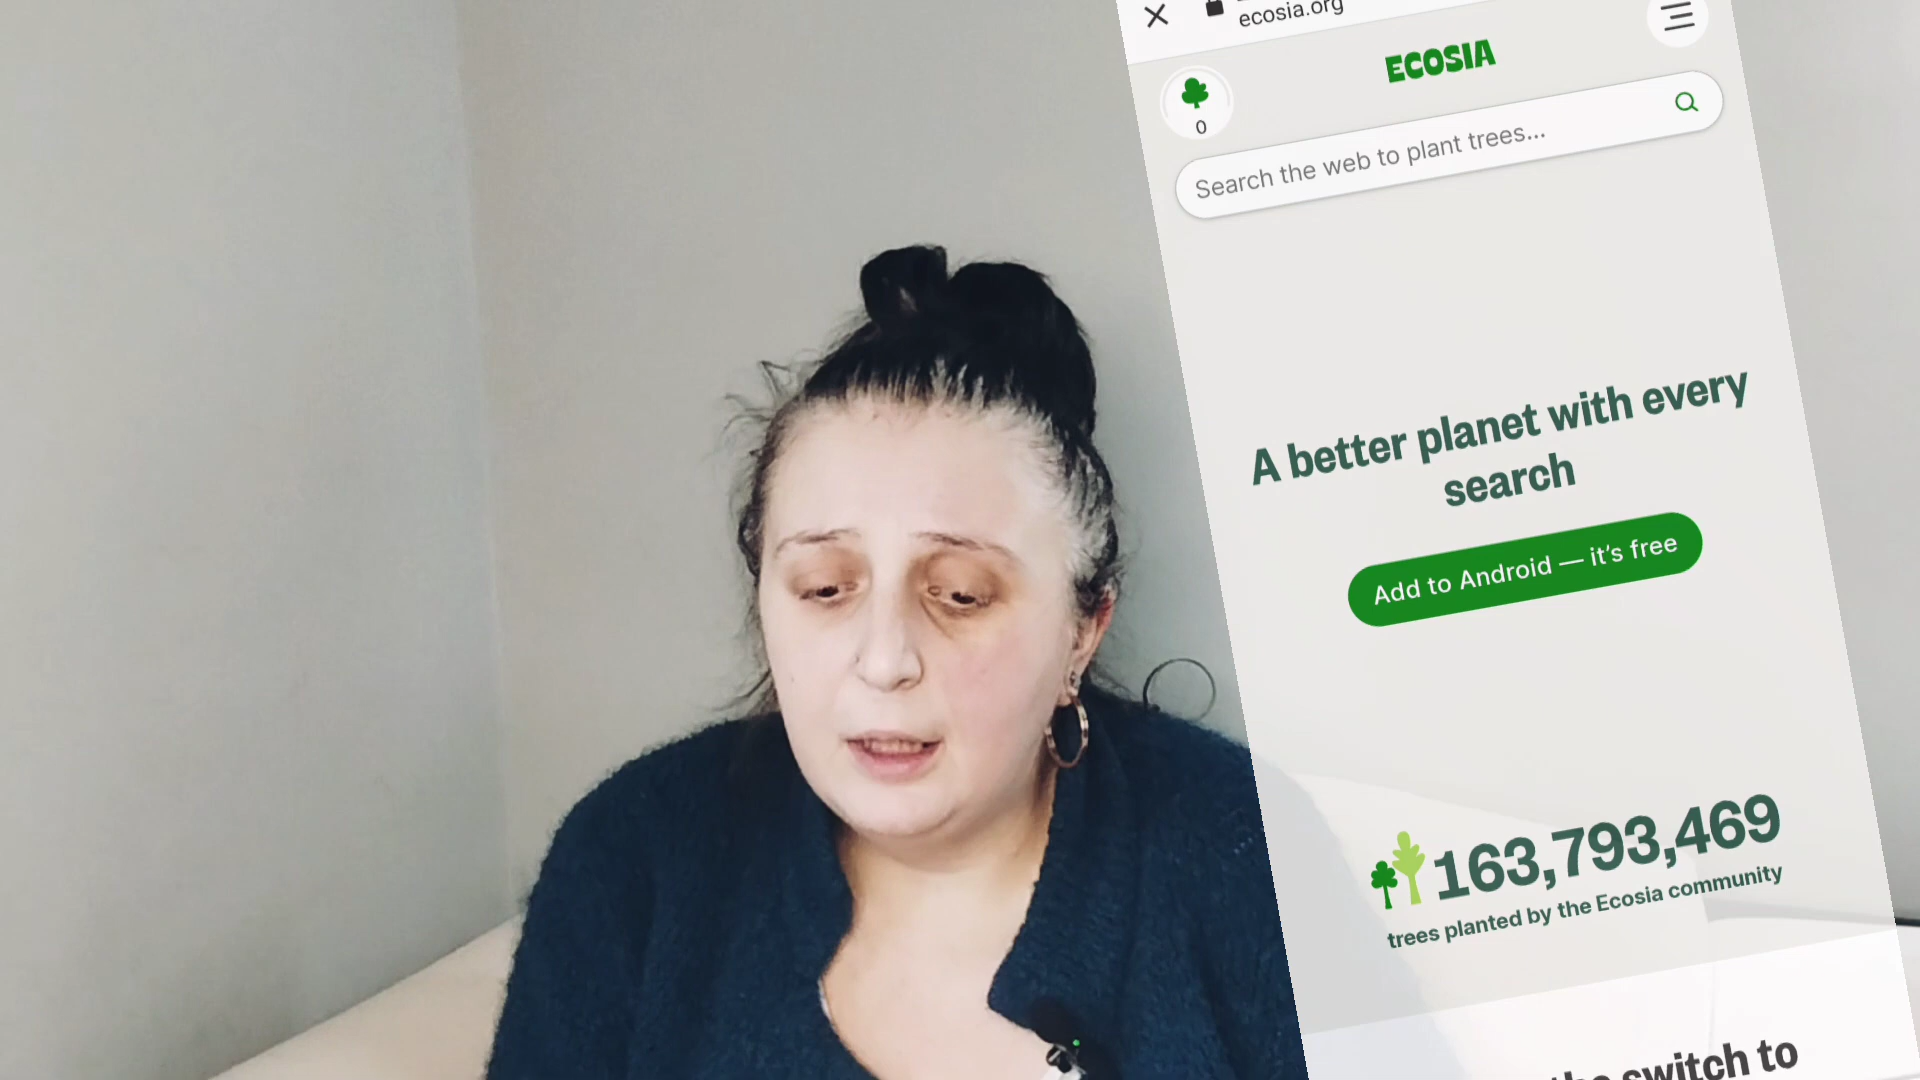 ecosia.org
ECOSIA
0
Search the web to plant trees...
A better planet with every
search
Add to Android — it's free
163,793,469
trees planted by the Ecosia community
switch to